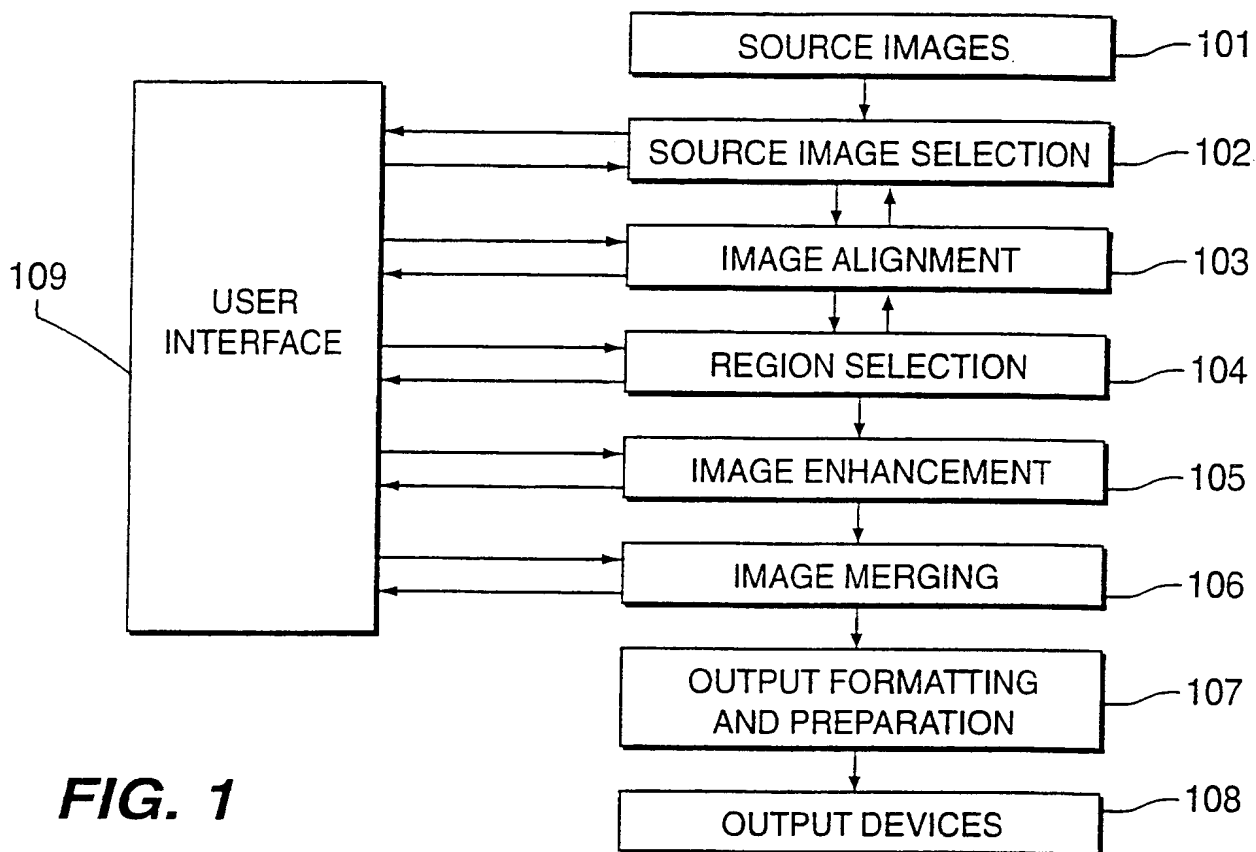 SOURCE IMAGES
101
SOURCE IMAGE SELECTION
102
IMAGE ALIGNMENT
103
109
USER
INTERFACE
REGION SELECTION
104
IMAGE ENHANCEMENT
105
IMAGE MERGING
106
OUTPUT FORMATTING
AND PREPARATION
107
FIG. 1
OUTPUT DEVICES
108